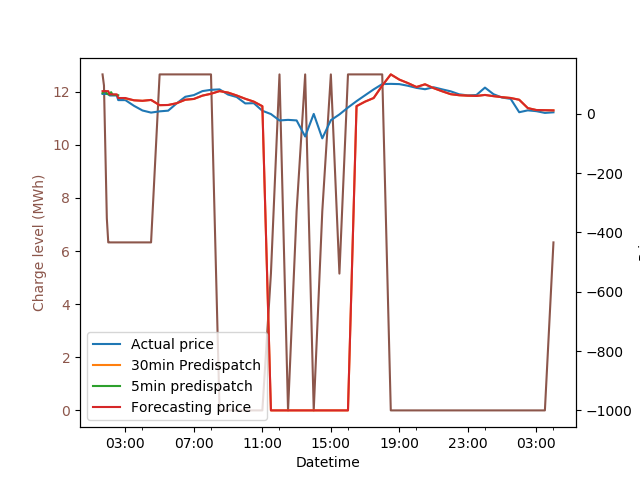 12
10
8
6
4
2
0
Charge level (MWh)
0
−200
−400
−600
−800
−1000
Actual price
30min Predispatch
5min predispatch
Forecasting price
03:00 07:00 11:00 15:00 19:00 23:00 03:00
Datetime